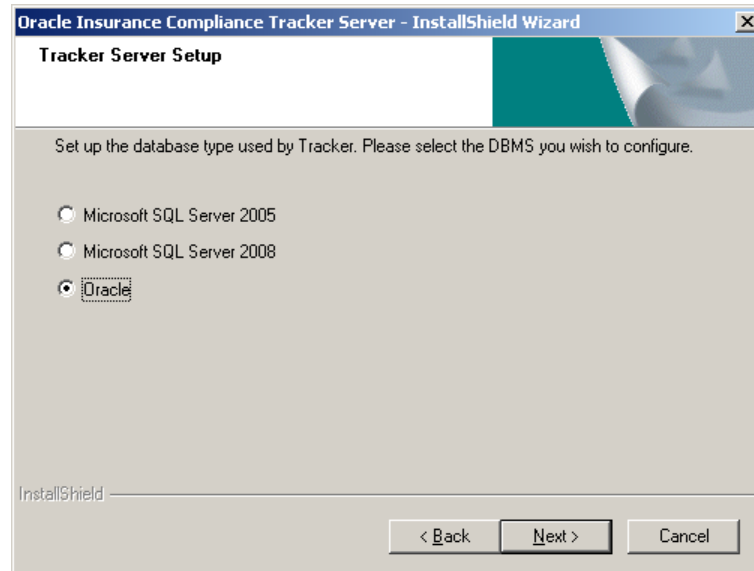 Oracle Insurance Compliance Tracker Server - InstallShield Wizard
Tracker Server Setup
Set up the database type used by Tracker. Please select the DBMS you wish to configure.
Microsoft SQL Server 2005
Microsoft SQL Server 2008
Oracle
InstallShield
< Back Next > Cancel